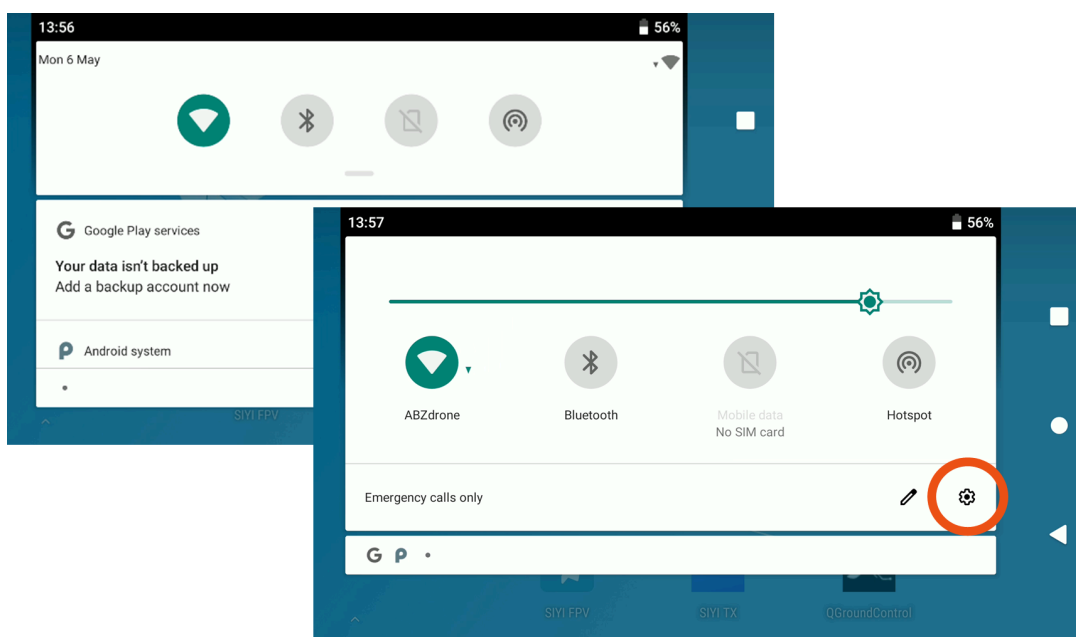 13:56
56%
Mon 6 May
Google Play services
Your data isn't backed up
Add a backup account now
Android system
SIYI FPV
13:57
56%
ABZdrone
Bluetooth
Mobile data
Hotspot
No SIM card
Emergency calls only
SIYI FPV
SIYI TX
QGroundControl